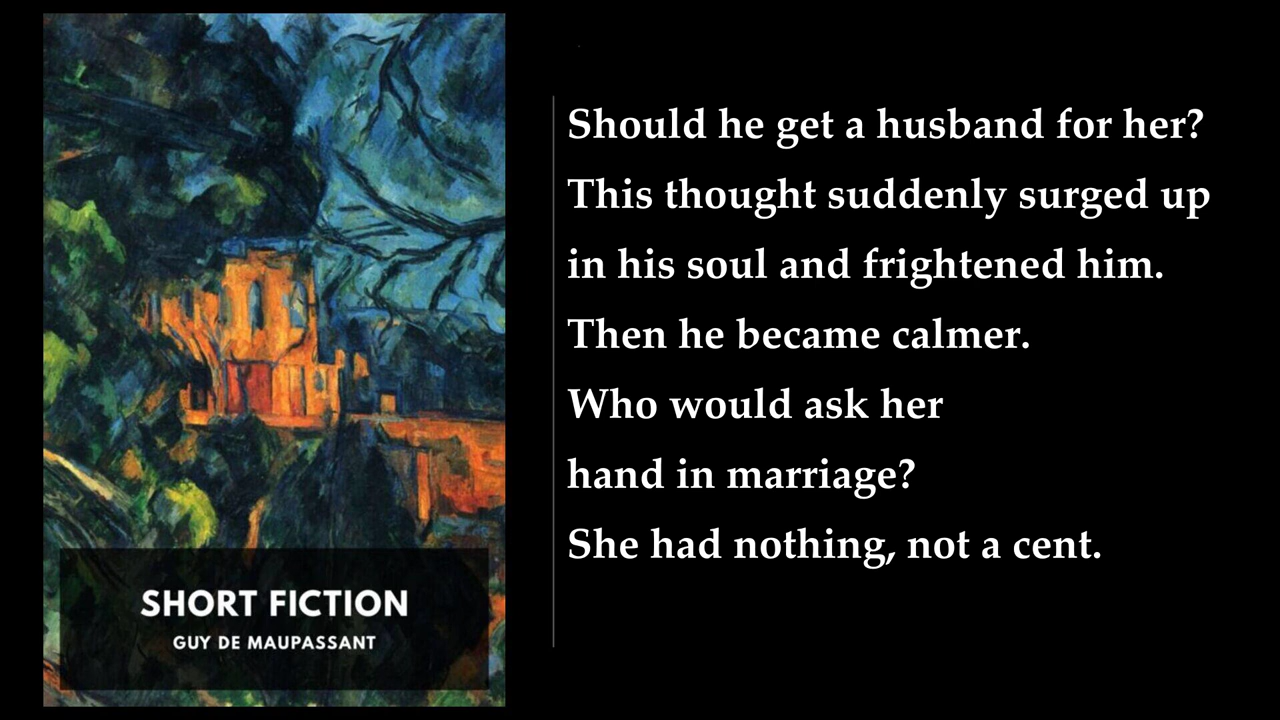 SHORT FICTION
GUY DE MAUPASSANT
Should he get a husband for her?
This thought suddenly surged up
in his soul and frightened him.
Then he became calmer.
Who would ask her
hand in marriage?
She had nothing, not a cent.